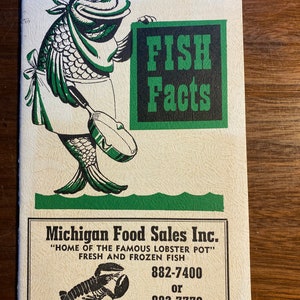 FISH
Facts
Michigan Food Sales Inc.
"HOME OF THE FAMOUS LOBSTER POT"
FRESH AND FROZEN FISH
882-7400
or